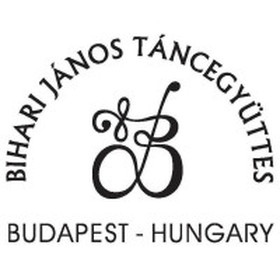 BIHARI JÁNOS TÁNCEGYÜTTES
B
BUDAPEST - HUNGARY